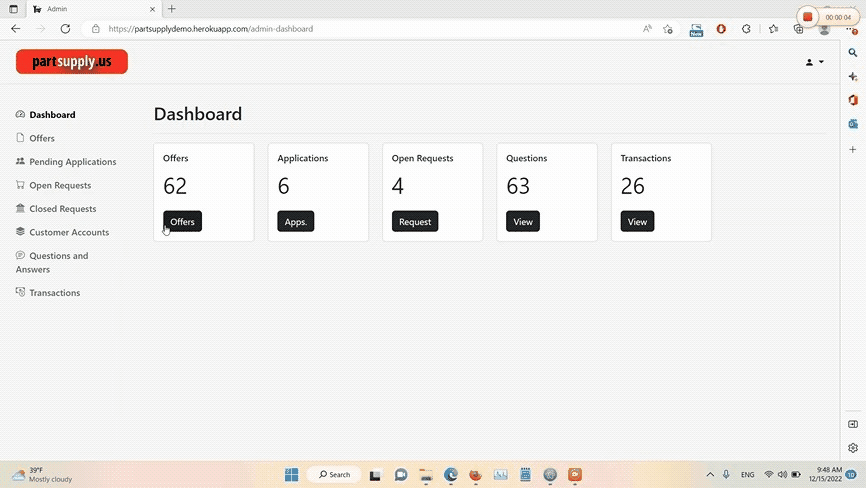 Admin
00:00:04
https://partsupplydemo.herokuapp.com/admin-dashboard
New
partsupply.us
Dashboard
Offers
Pending Applications
Open Requests
Closed Requests
Customer Accounts
Questions and
Answers
Transactions
Dashboard
Offers
62
Offers
Applications
6
Apps.
Open Requests
4
Request
Questions
63
View
Transactions
26
View
39°F
Mostly cloudy
Search
ENG
9:48 AM
12/15/2022
10